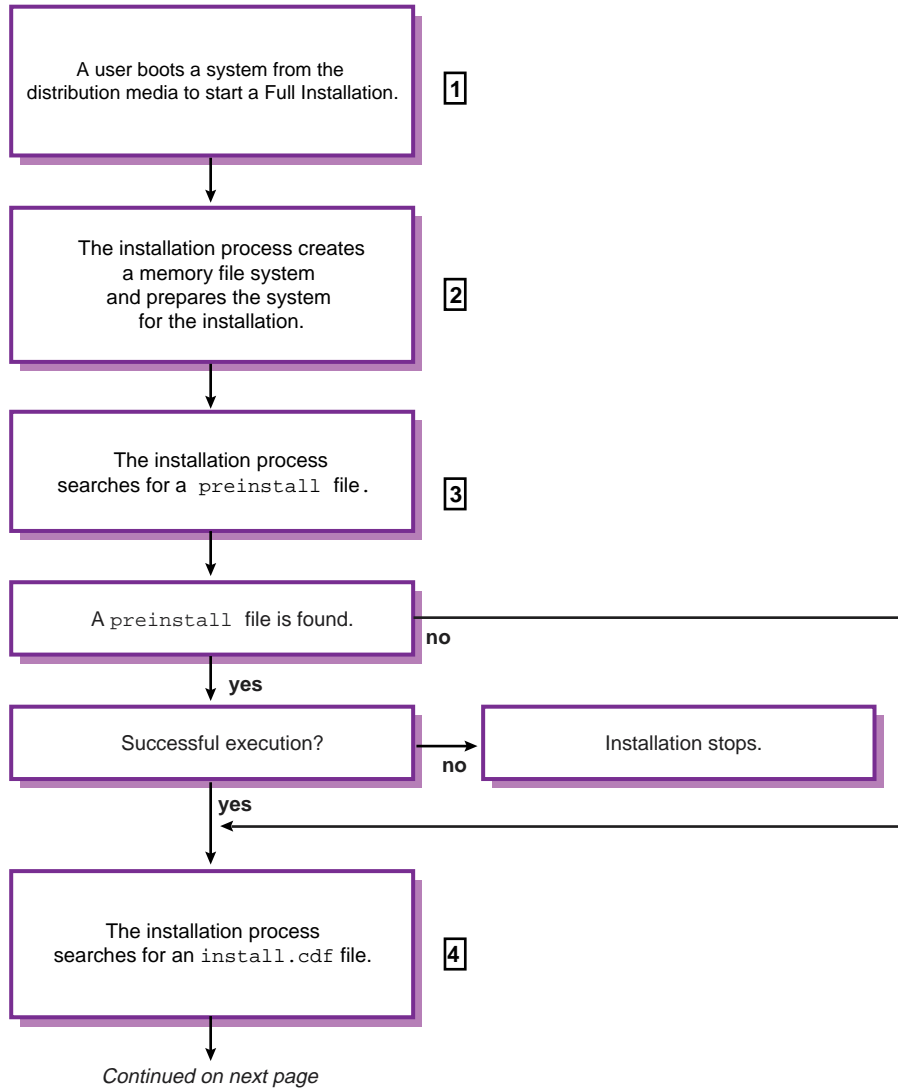 A user boots a system from the
distribution media to start a Full Installation.
1
The installation process creates
a memory file system
and prepares the system
for the installation.
2
The installation process
searches for a preinstall file.
3
A preinstall file is found.
no
yes
Successful execution?
no
Installation stops.
yes
The installation process
searches for an install.cdf file.
4
Continued on next page